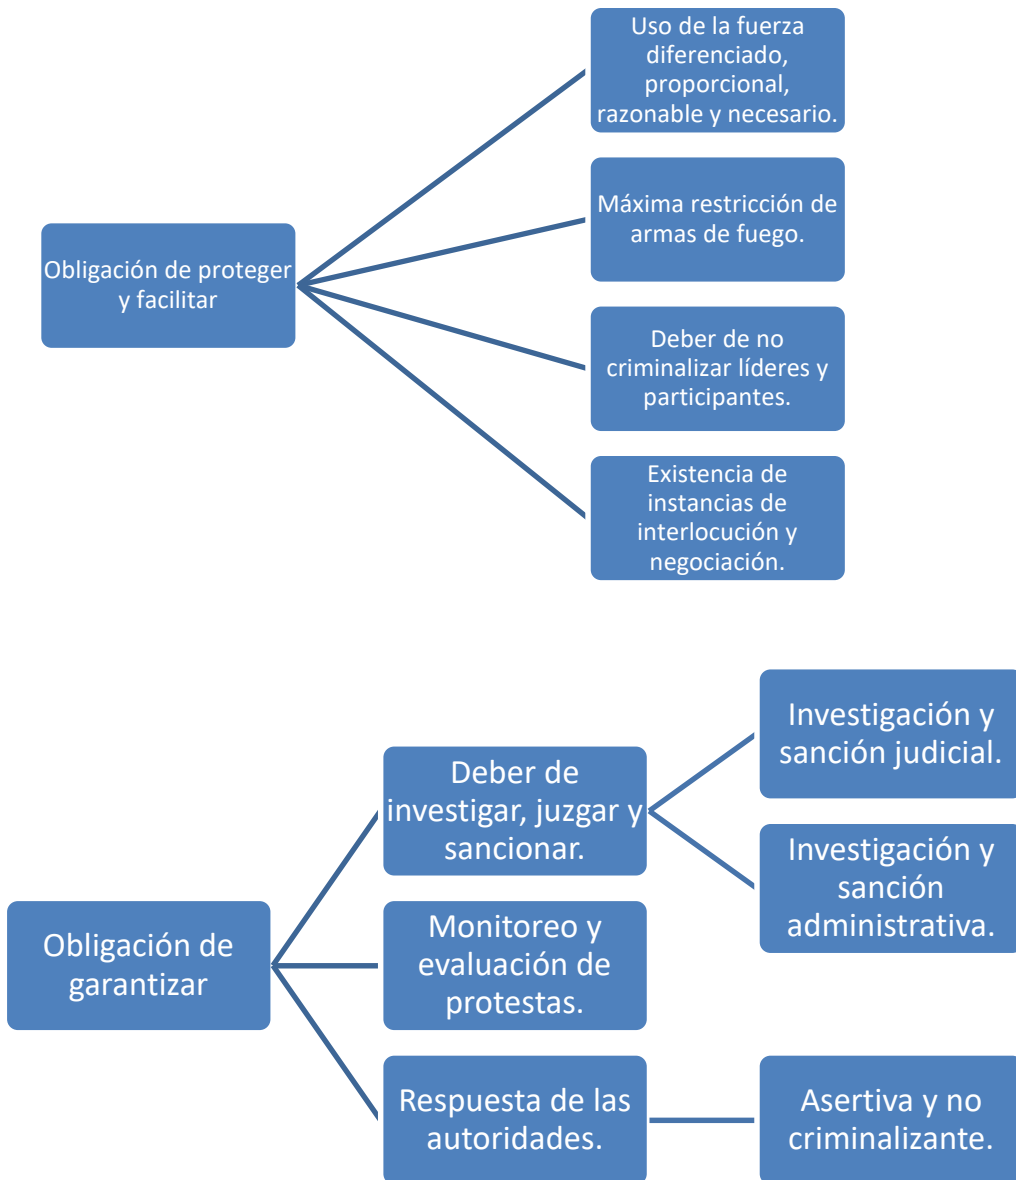 Uso de la fuerza
diferenciado,
proporcional,
razonable y necesario.
Máxima restricción de
armas de fuego.
Obligación de proteger
y facilitar
Deber de no
criminalizar líderes y
participantes.
Existencia de
instancias de
interlocución y
negociación.
Investigación y
sanción judicial.
Deber de
investigar, juzgar y
sancionar.
Investigación y
sanción
administrativa.
Obligación de
garantizar
Monitoreo y
evaluación de
protestas.
Respuesta de las
autoridades.
Asertiva y no
criminalizante.